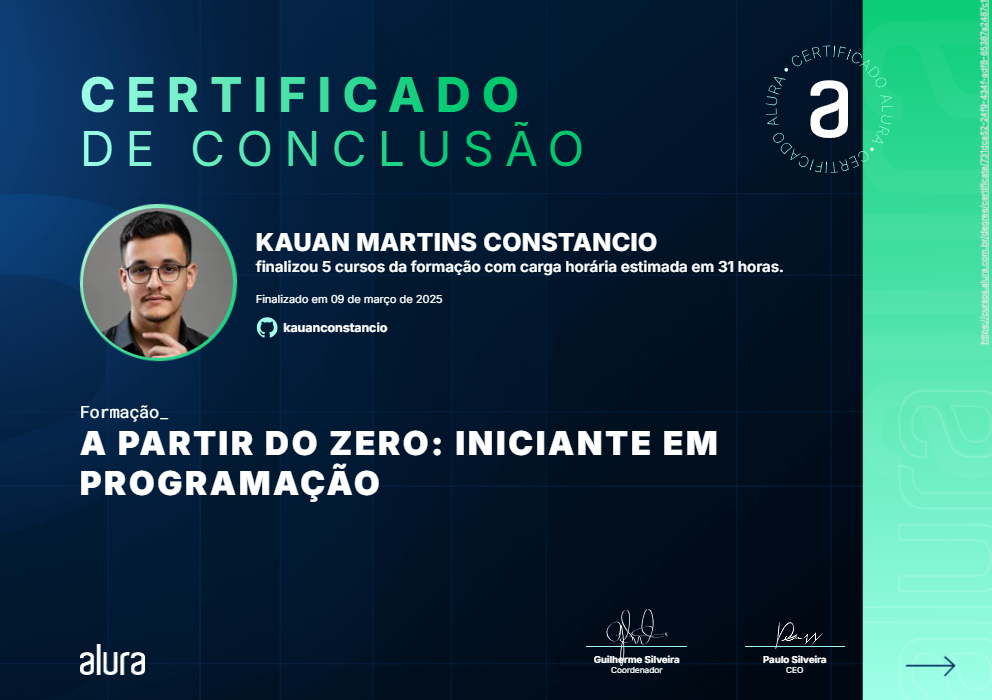 CERTIFICADO
DE CONCLUSÃO
CERTIFICADO ALURA • CERTIFICADO ALURA •
a
KAUAN MARTINS CONSTANCIO
finalizou 5 cursos da formação com carga horária estimada em 31 horas.
Finalizado em 09 de março de 2025
kauanconstancio
Formação_
A PARTIR DO ZERO: INICIANTE EM
PROGRAMAÇÃO
alura
Guilherme Silveira
Coordenador
Paulo Silveira
CEO
alura